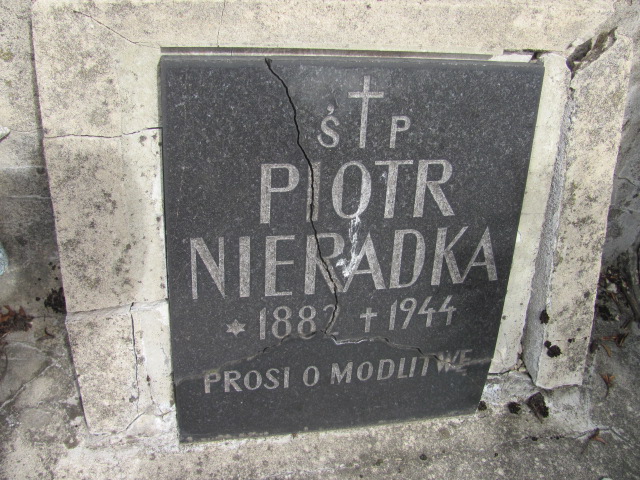 Ś † P
PIOTR
NIERADKA
* 1882 † 1944
PROSI O MODLITWĘ